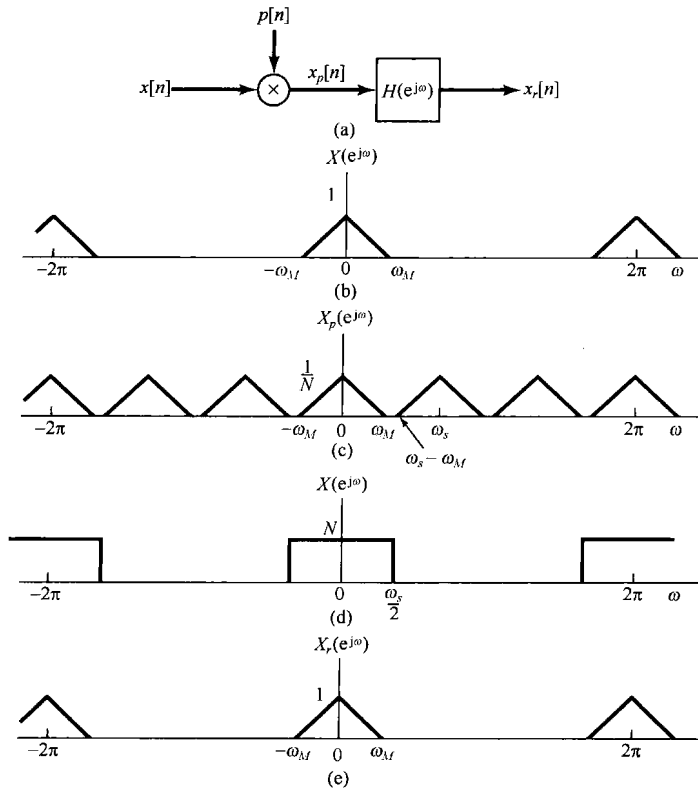 p[n]
x[n] × x_p[n] H(e^jω) x_r[n]
(a)
X(e^jω)
1
−2π −ω_M 0 ω_M 2π ω
(b)
X_p(e^jω)
1/N
−2π −ω_M 0 ω_M ω_s 2π ω
(c)
ω_s − ω_M
X(e^jω)
N
−2π 0 ω_s/2 2π ω
(d)
X_r(e^jω)
1
−2π −ω_M 0 ω_M 2π
(e)